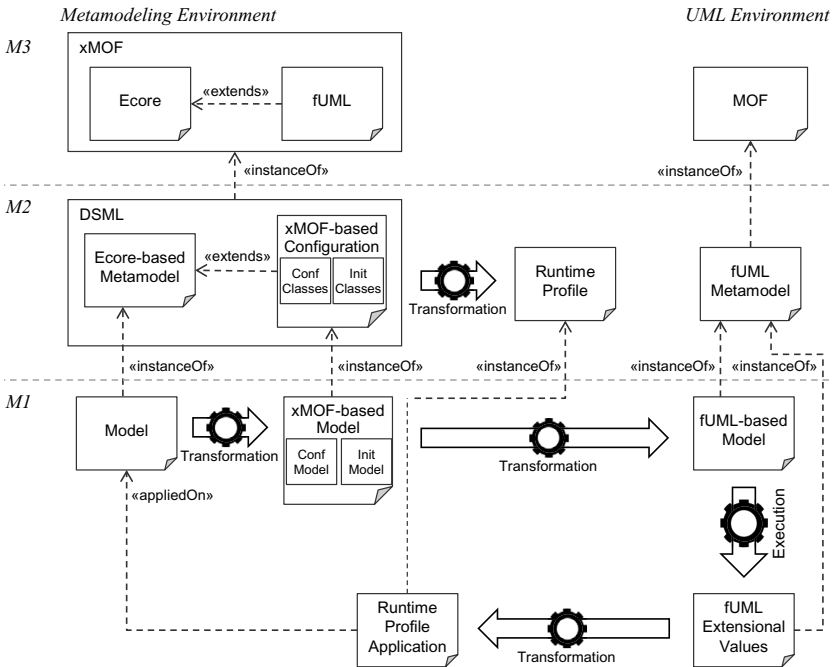 Metamodeling Environment
UML Environment
M3
xMOF
Ecore
«extends»
fUML
MOF
«instanceOf»
«instanceOf»
M2
DSML
Ecore-based
Metamodel
«extends»
xMOF-based
Configuration
Conf
Classes
Init
Classes
Transformation
Runtime
Profile
fUML
Metamodel
«instanceOf»
«instanceOf»
«instanceOf»
«instanceOf»
«instanceOf»
M1
Model
Transformation
xMOF-based
Model
Conf
Model
Init
Model
Transformation
fUML-based
Model
«appliedOn»
Execution
Runtime
Profile
Application
Transformation
fUML
Extensional
Values